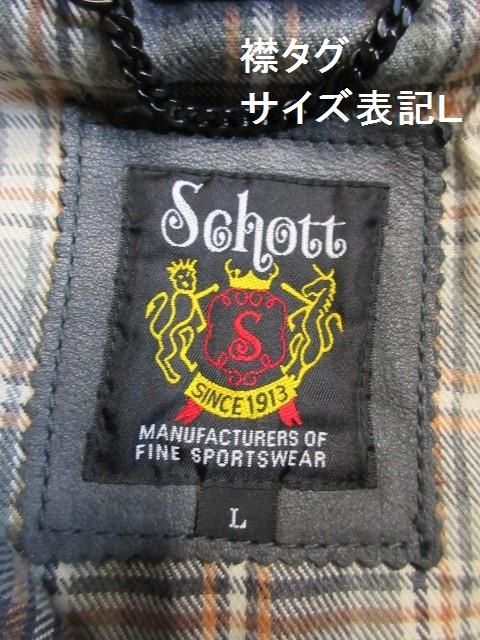 襟タグ
サイズ表記L
Schott
S
SINCE 1913
MANUFACTURERS OF
FINE SPORTSWEAR
L